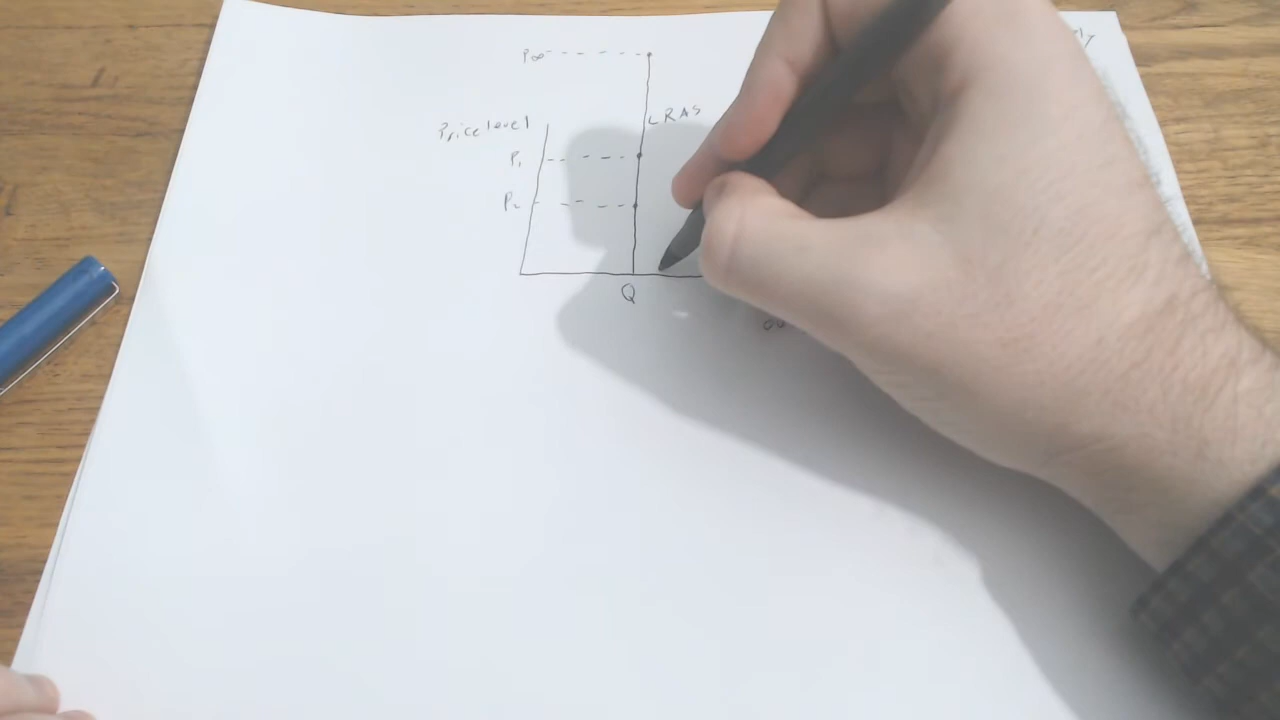 P∞
LRAS
Price level
P₁
P₂
Q